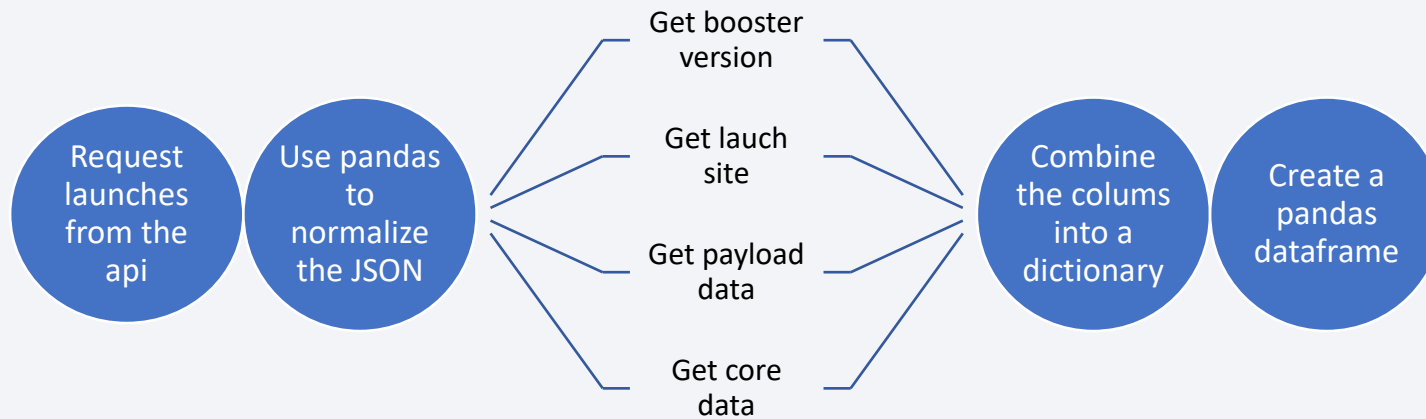 Request
launches
from the
api
Use pandas
to
normalize
the JSON
Get booster
version
Get lauch
site
Get payload
data
Get core
data
Combine
the colums
into a
dictionary
Create a
pandas
dataframe